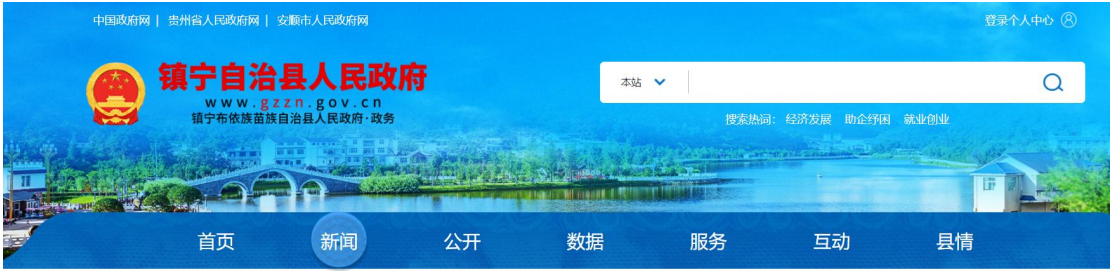 中国政府网 | 贵州省人民政府网 | 安顺市人民政府网
登录个人中心
镇宁自治县人民政府
www.gzzn.gov.cn
镇宁布依族苗族自治县人民政府·政务
本站
搜索热词: 经济发展 助企纾困 就业创业
首页 新闻 公开 数据 服务 互动 县情